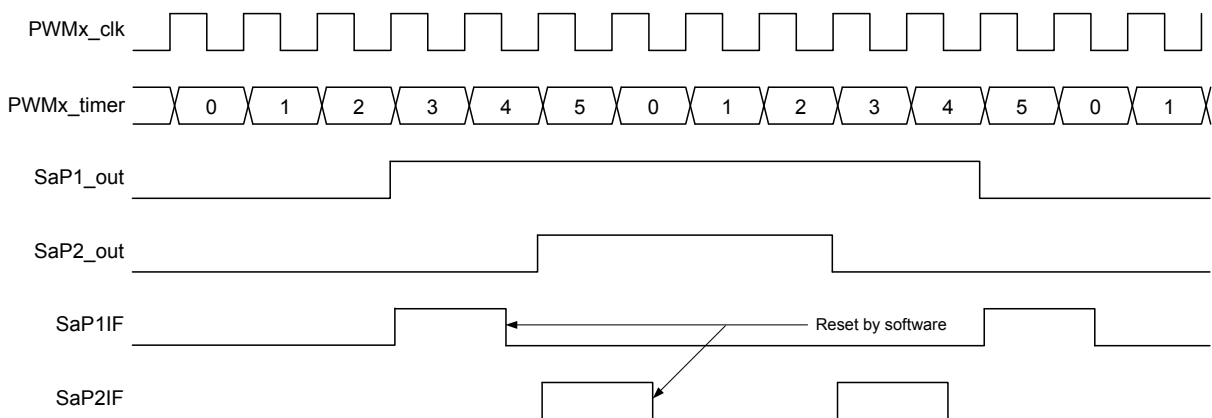 PWMx_clk
PWMx_timer 0 1 2 3 4 5 0 1 2 3 4 5 0 1
SaP1_out
SaP2_out
SaP1IF Reset by software
SaP2IF